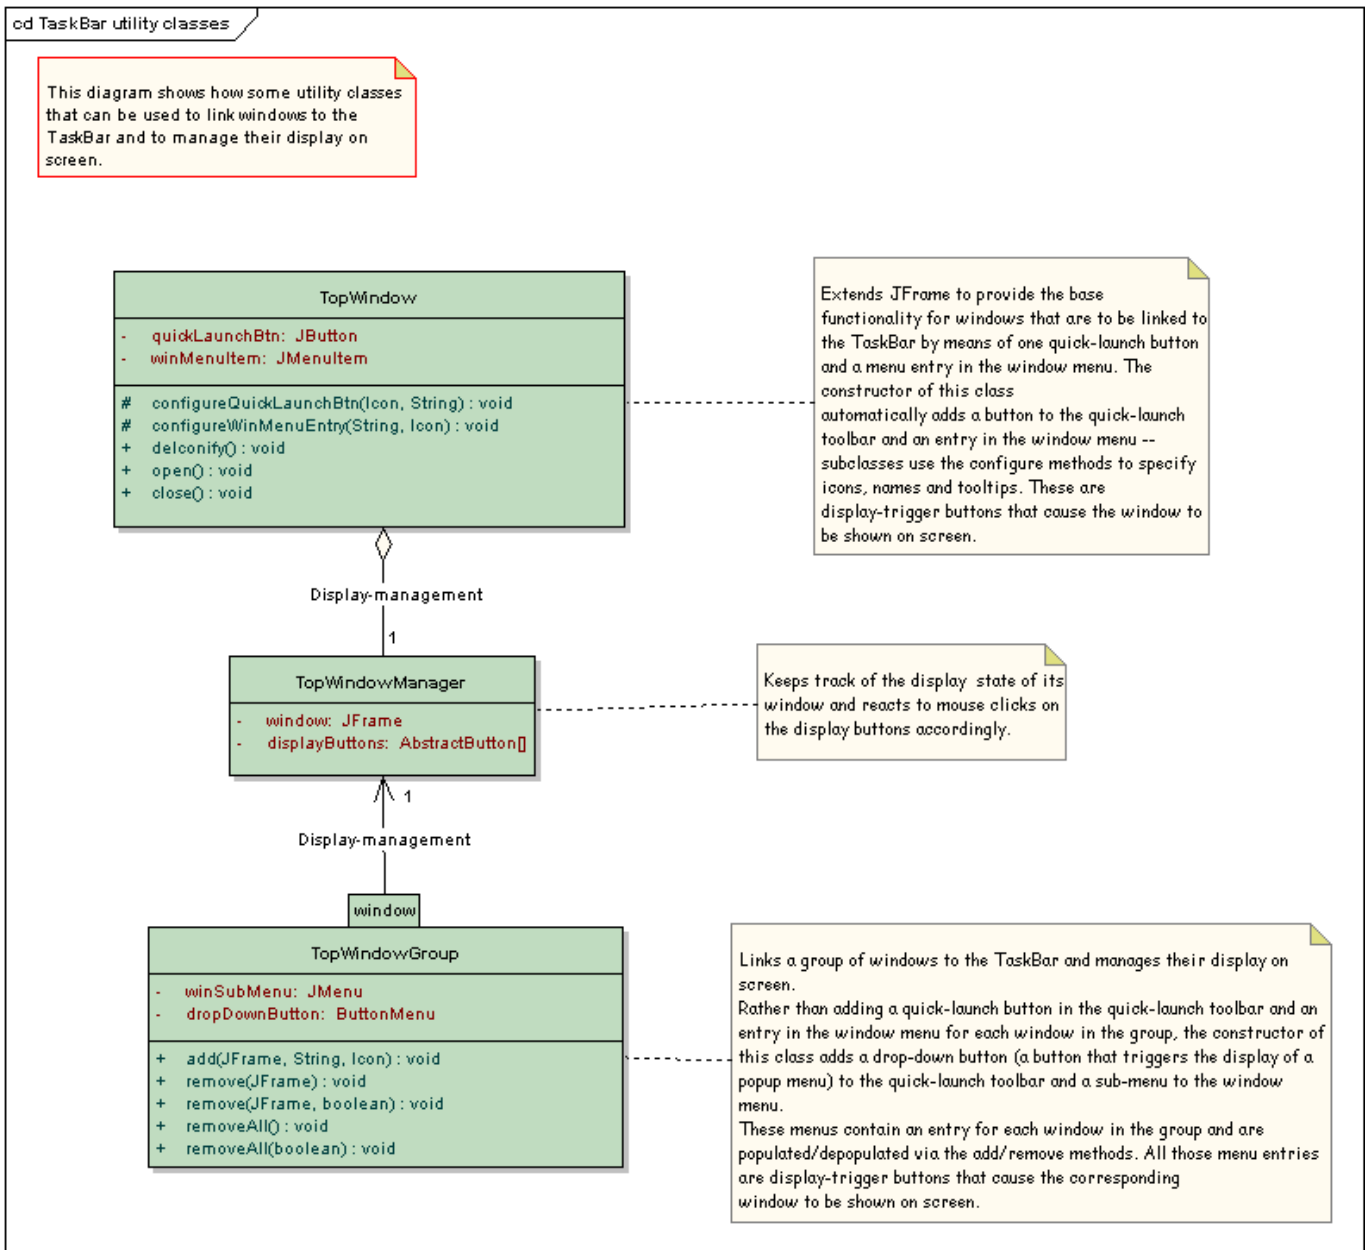 cd TaskBar utility classes
This diagram shows how some utility classes
that can be used to link windows to the
TaskBar and to manage their display on
screen.
TopWindow
- quickLaunchBtn: JButton
- winMenuItem: JMenuItem
# configureQuickLaunchBtn(Icon, String) : void
# configureWinMenuEntry(String, Icon) : void
+ deIconify() : void
+ open() : void
+ close() : void
Extends JFrame to provide the base
functionality for windows that are to be linked to
the TaskBar by means of one quick-launch button
and a menu entry in the window menu. The
constructor of this class
automatically adds a button to the quick-launch
toolbar and an entry in the window menu --
subclasses use the configure methods to specify
icons, names and tooltips. These are
display-trigger buttons that cause the window to
be shown on screen.
Display-management
1
TopWindowManager
- window: JFrame
- displayButtons: AbstractButton[]
Keeps track of the display state of its
window and reacts to mouse clicks on
the display buttons accordingly.
1
Display-management
window
TopWindowGroup
- winSubMenu: JMenu
- dropDownButton: ButtonMenu
+ add(JFrame, String, Icon) : void
+ remove(JFrame) : void
+ remove(JFrame, boolean) : void
+ removeAll() : void
+ removeAll(boolean) : void
Links a group of windows to the TaskBar and manages their display on
screen.
Rather than adding a quick-launch button in the quick-launch toolbar and an
entry in the window menu for each window in the group, the constructor of
this class adds a drop-down button (a button that triggers the display of a
popup menu) to the quick-launch toolbar and a sub-menu to the window
menu.
These menus contain an entry for each window in the group and are
populated/depopulated via the add/remove methods. All those menu entries
are display-trigger buttons that cause the corresponding
window to be shown on screen.